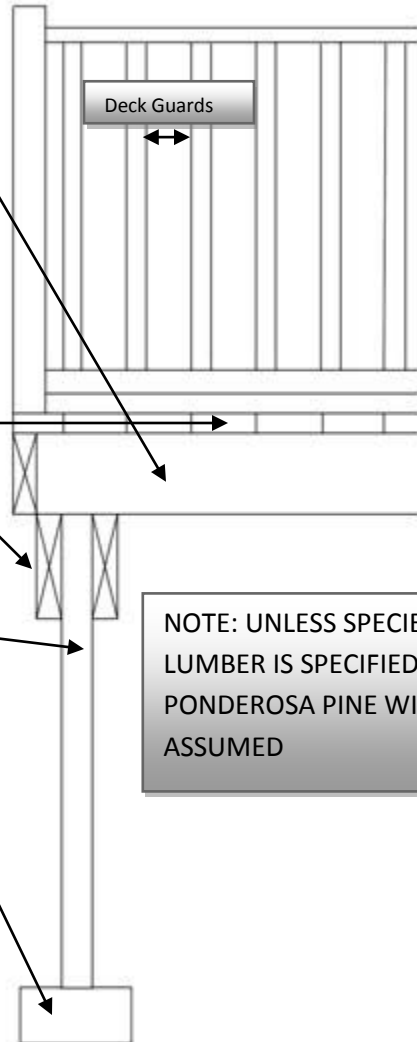 Deck Guards
NOTE: UNLESS SPECIE
LUMBER IS SPECIFIED
PONDEROSA PINE WI
ASSUMED